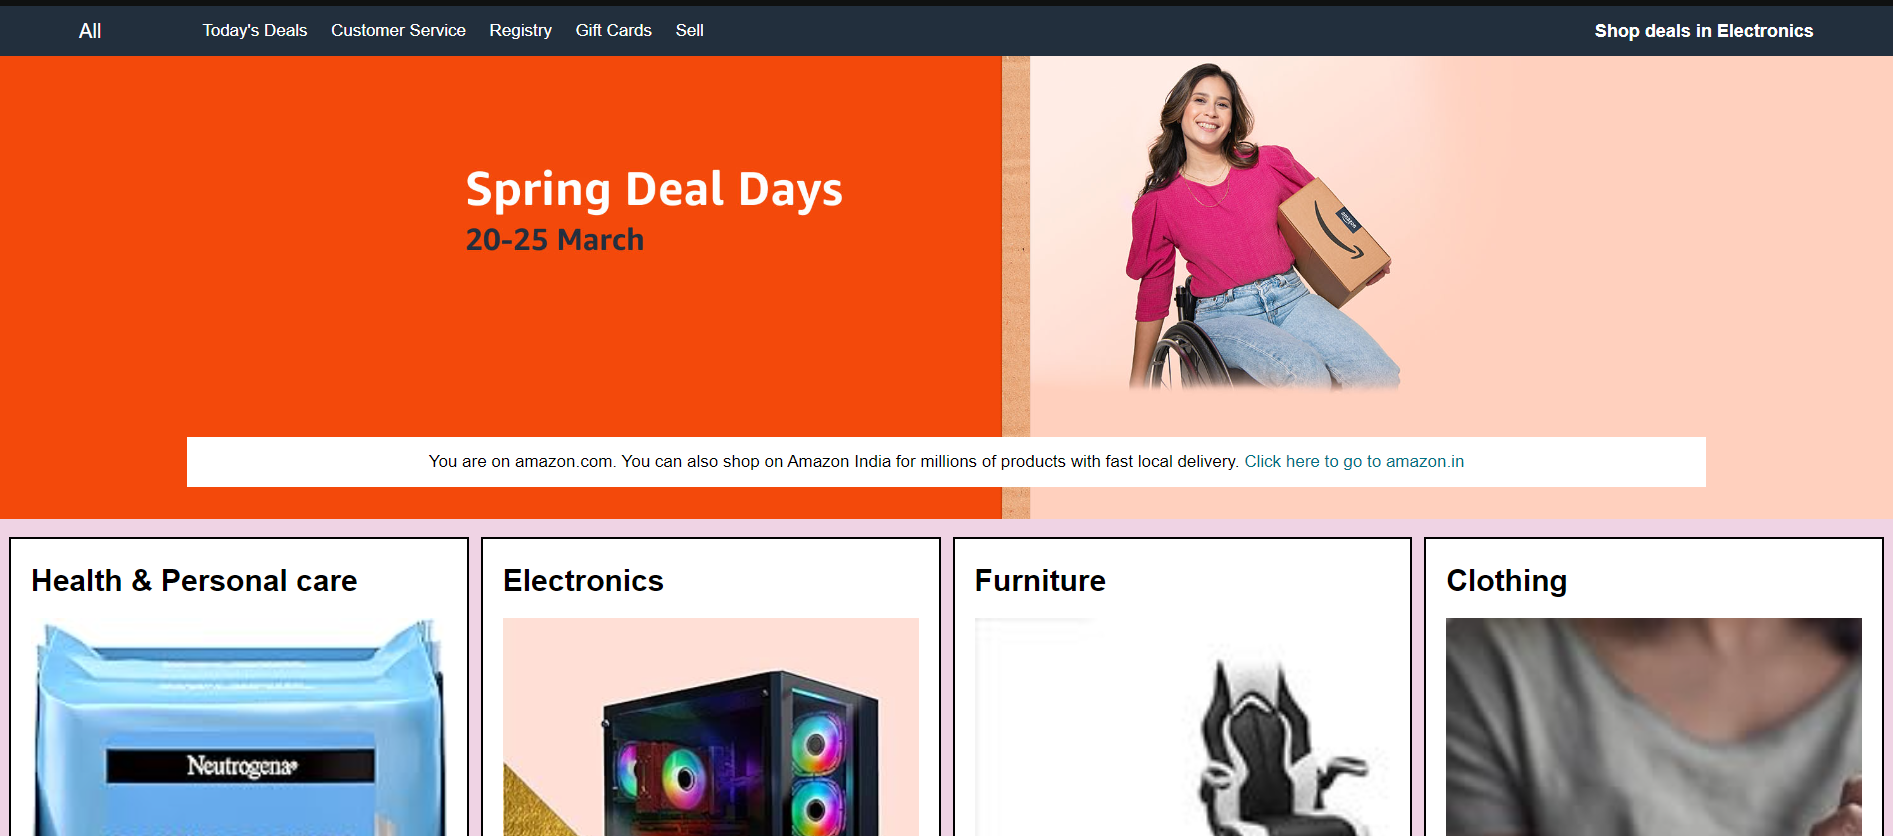 All Today's Deals Customer Service Registry Gift Cards Sell Shop deals in Electronics
Spring Deal Days
20-25 March
amazon
You are on amazon.com. You can also shop on Amazon India for millions of products with fast local delivery. Click here to go to amazon.in
Health & Personal care
Electronics
Furniture
Clothing
Neutrogena®